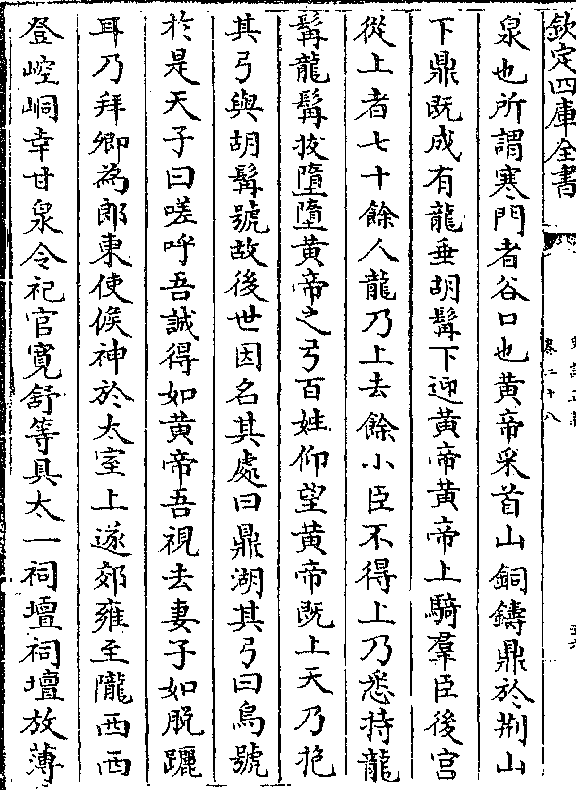 欽定四庫全書
卷二十八
泉也所謂寒門者谷口也黄帝采首山銅鑄鼎於荆山
下鼎既成有龍垂胡髯下迎黄帝黄帝上騎羣臣後宫
從上者七十餘人龍乃上去餘小臣不得上乃悉持龍
髯龍髯拔墮墮黄帝之弓百姓仰望黄帝既上天乃抱
其弓與胡髯號故後世因名其處曰鼎湖其弓曰烏號
於是天子曰嗟呼吾誠得如黄帝吾視去妻子如脱躧
耳乃拜卿為郎東使候神於太室上遂郊雍至隴西西
登崆峒幸甘泉令祀官寛舒等具太一祠壇祠壇放薄